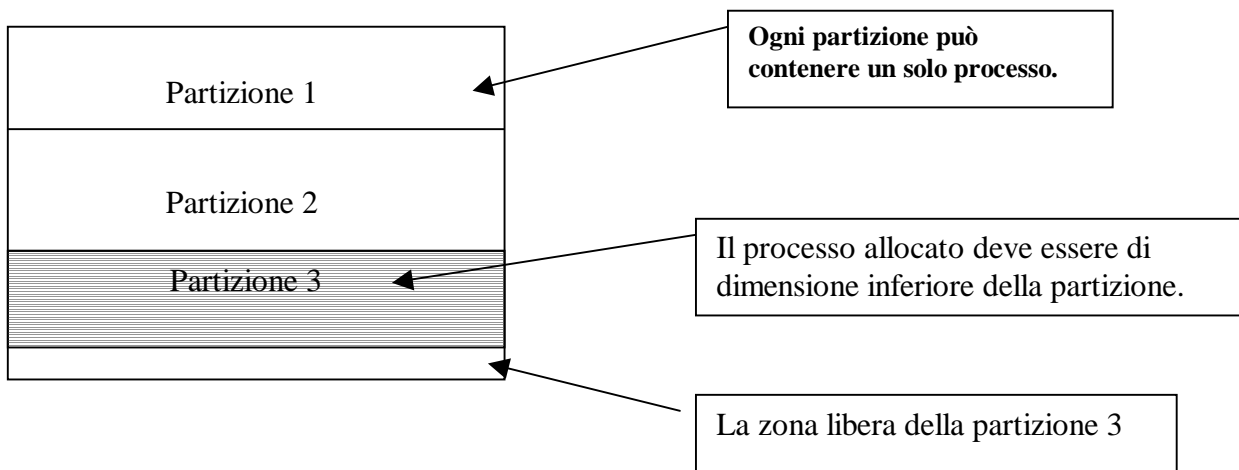 Ogni partizione può
contenere un solo processo.
Partizione 1
Partizione 2
Il processo allocato deve essere di
dimensione inferiore della partizione.
Partizione 3
La zona libera della partizione 3